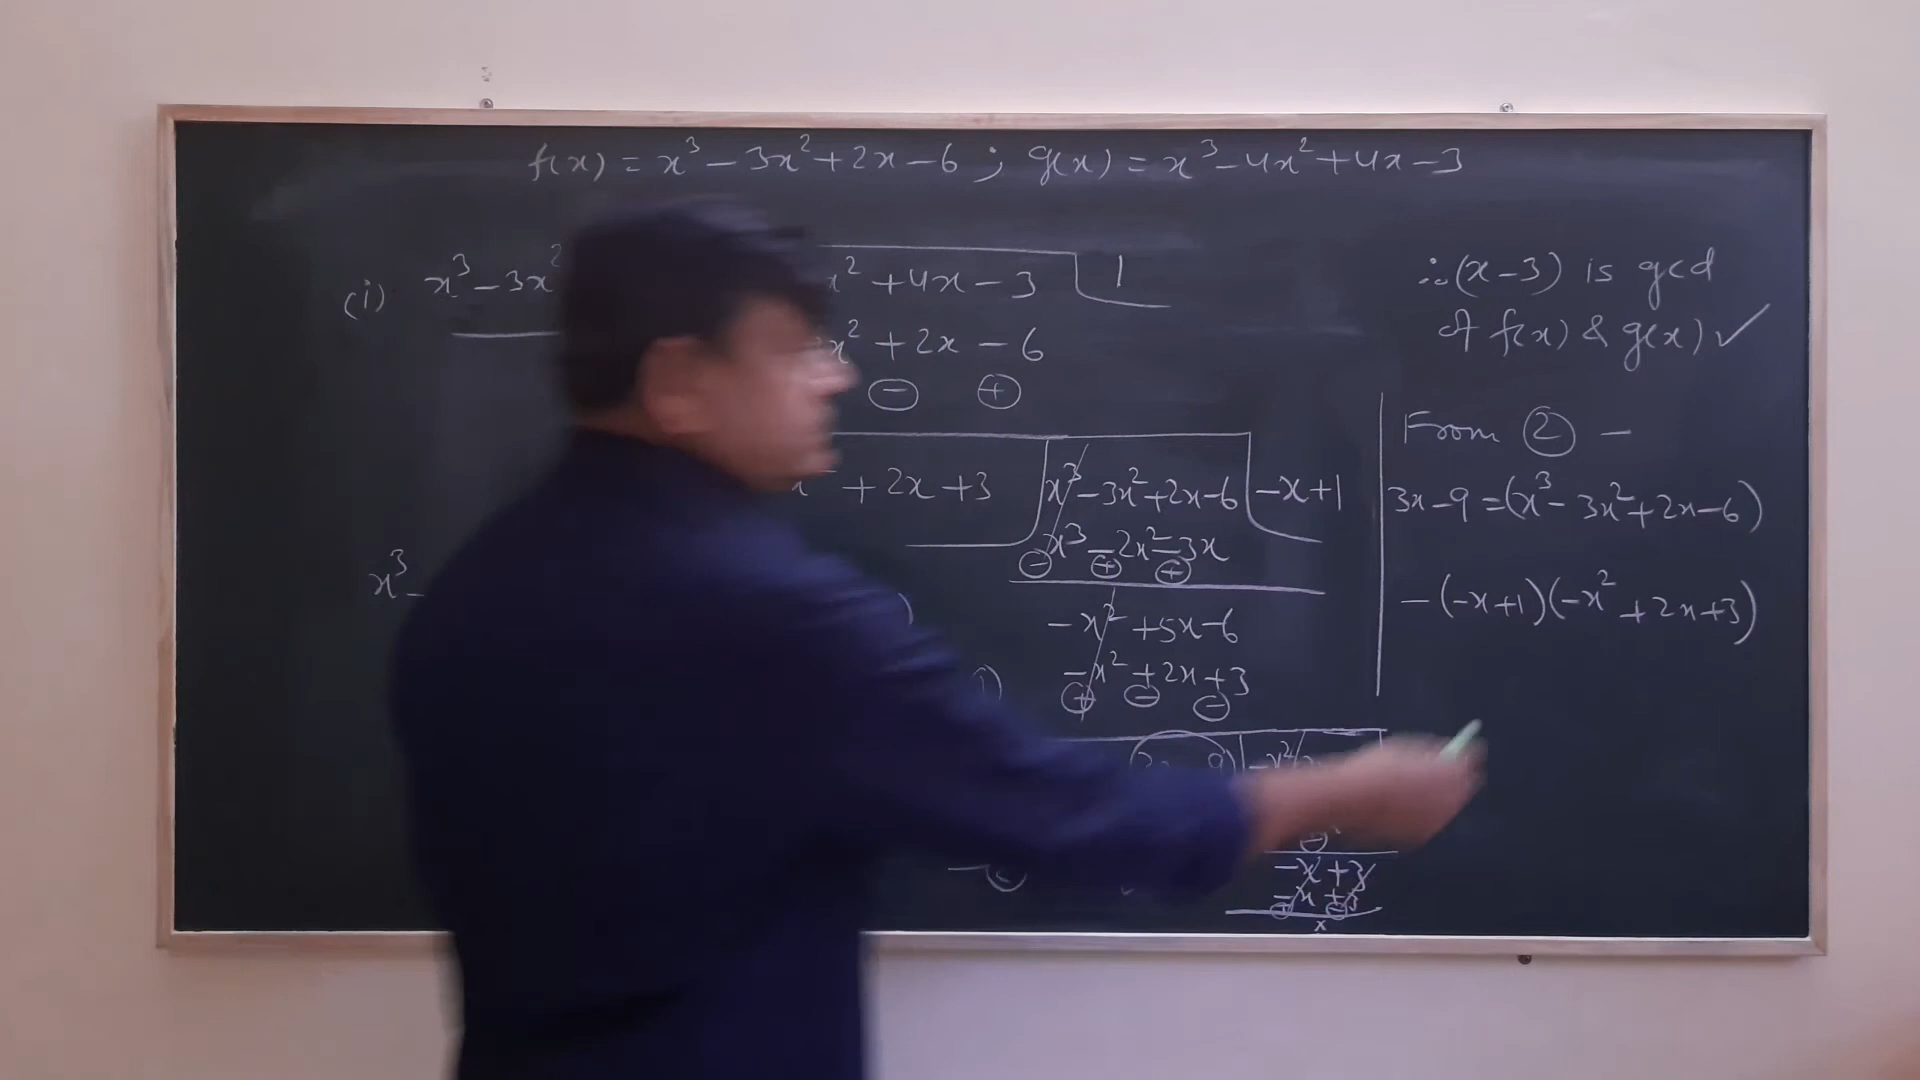 f(x) = x³ - 3x² + 2x - 6 ; g(x) = x³ - 4x² + 4x - 3
(i) x³ - 3x²
x² + 4x - 3 | 1
x² + 2x - 6
⊖ ⊕
+ 2x + 3 | x³ - 3x² + 2x - 6 | -x+1
x³ - 2x² - 3x
⊖ ⊕ ⊕
x³ -
- x² + 5x - 6
- x² + 2x + 3
⊕ ⊖ ⊖
-x²
⊖
-x + 3
-x + 3
⊕ ⊖
x
∴ (x-3) is gcd
of f(x) & g(x) ✓
From ② -
3x - 9 = (x³ - 3x² + 2x - 6)
- (-x+1)(-x² + 2x + 3)